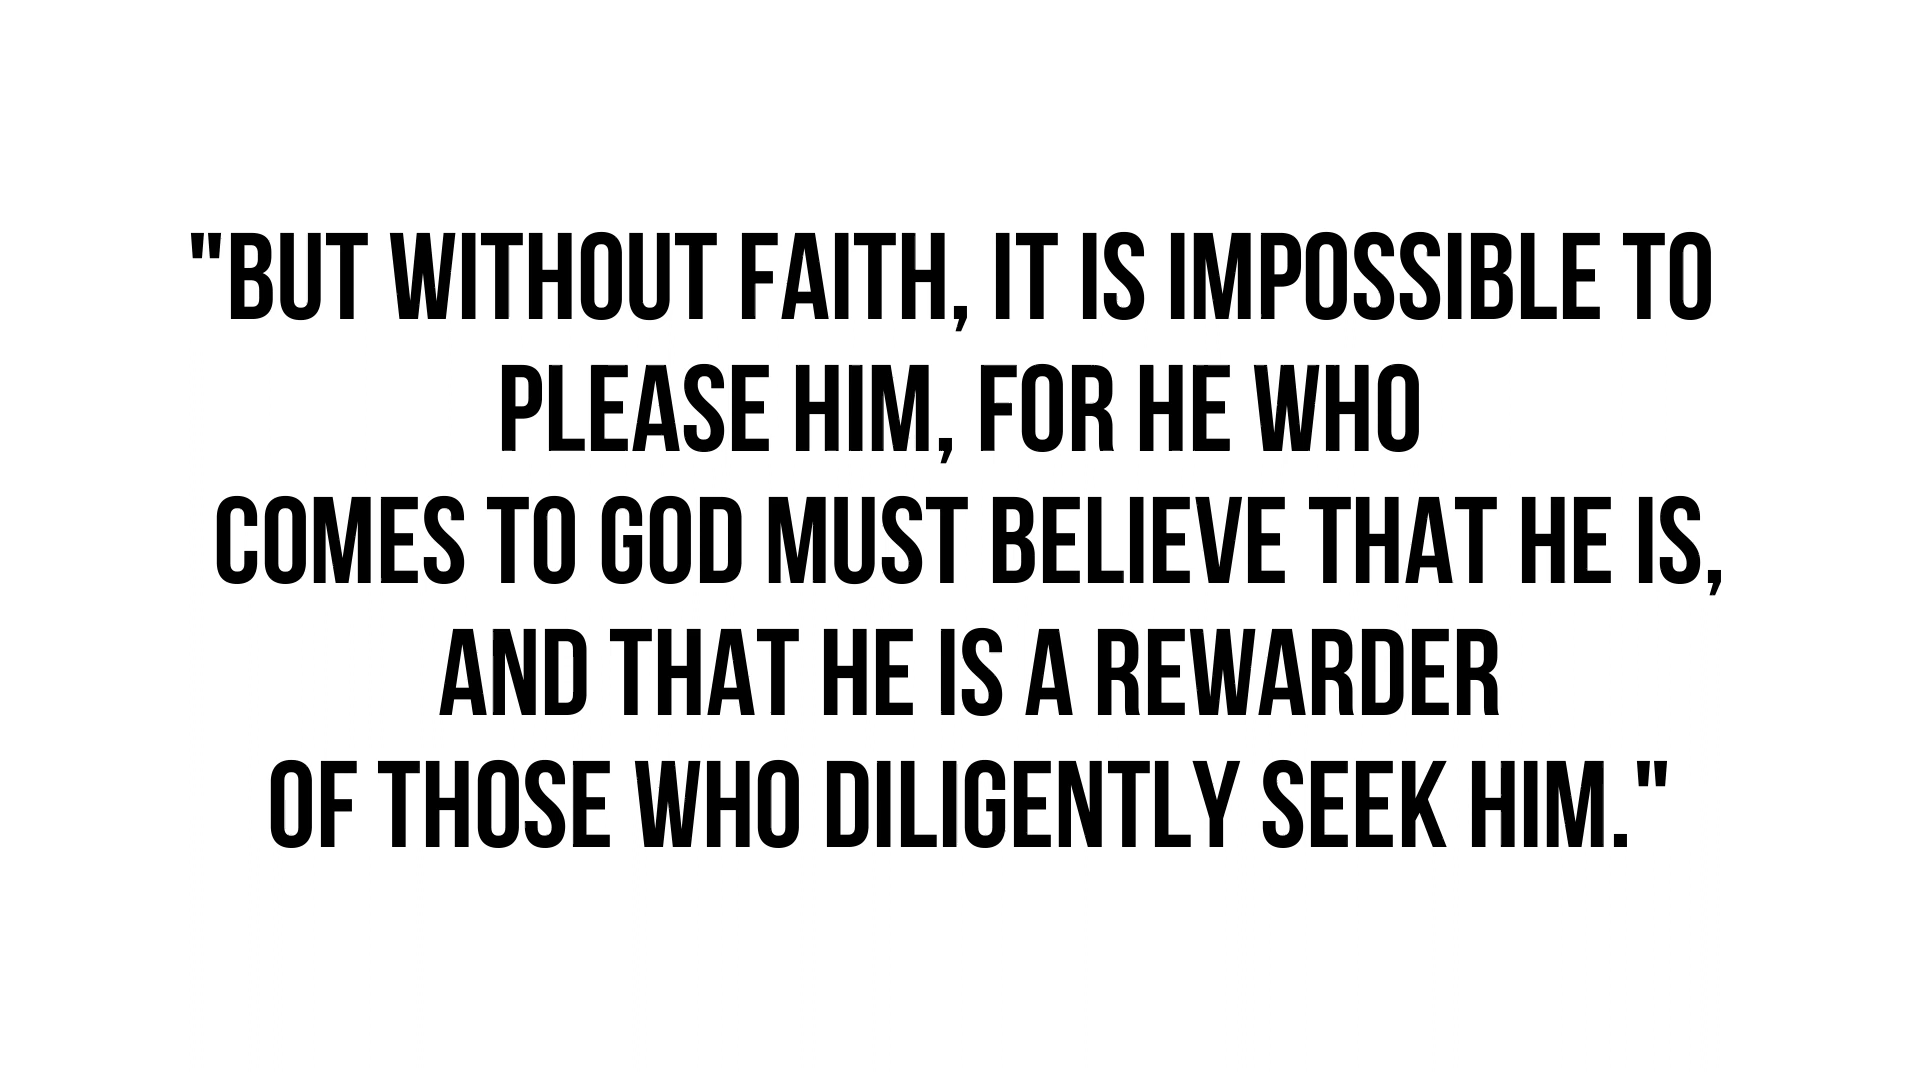 "BUT WITHOUT FAITH, IT IS IMPOSSIBLE TO
PLEASE HIM, FOR HE WHO
COMES TO GOD MUST BELIEVE THAT HE IS,
AND THAT HE IS A REWARDER
OF THOSE WHO DILIGENTLY SEEK HIM."